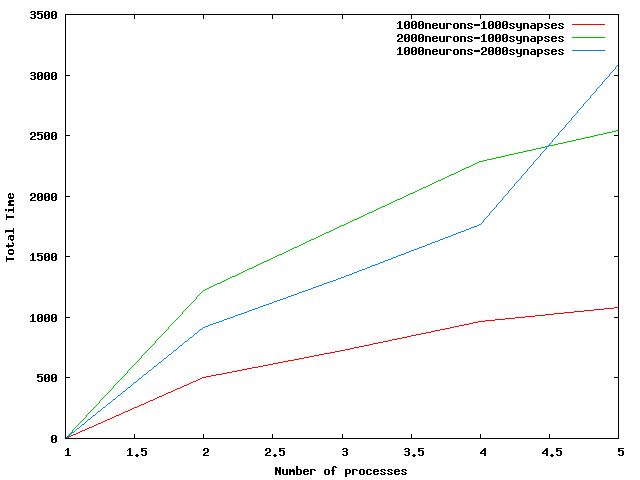 1000neurons-1000synapses
2000neurons-1000synapses
1000neurons-2000synapses
3500
3000
2500
2000
1500
1000
500
0
Total Time
1 1.5 2 2.5 3 3.5 4 4.5 5
Number of processes